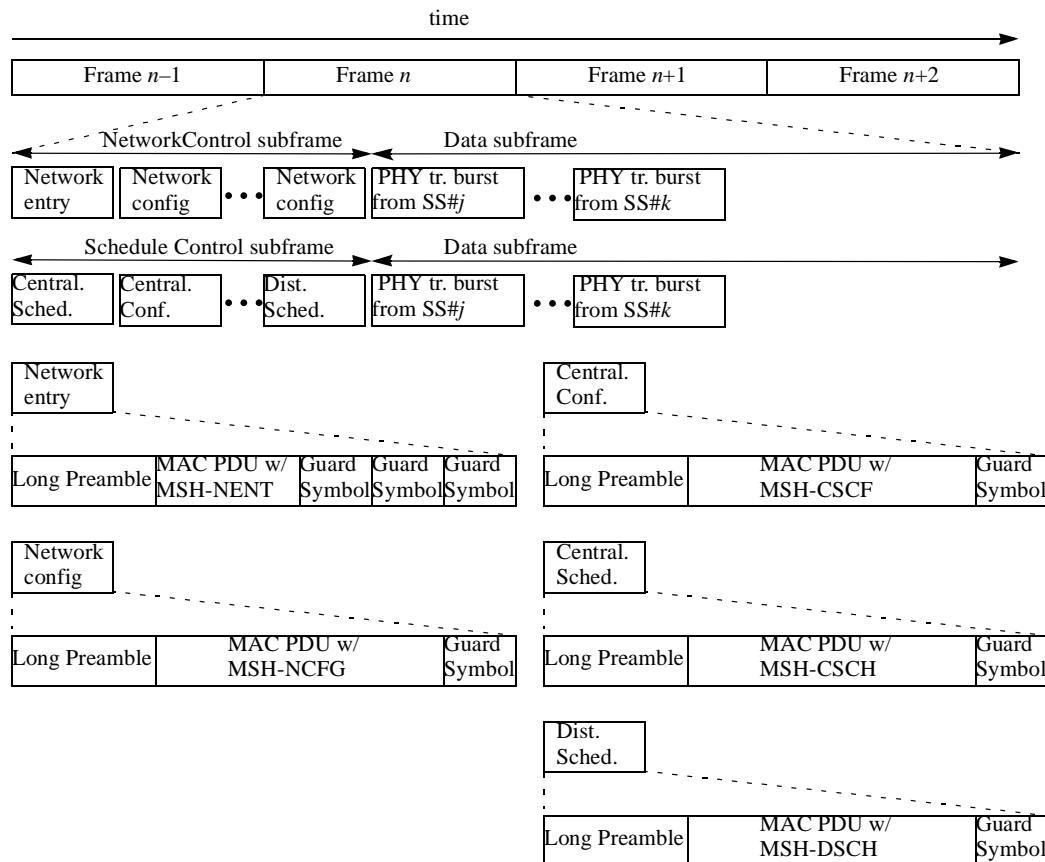 time
Frame n–1 Frame n Frame n+1 Frame n+2
NetworkControl subframe Data subframe
Network entry
Network config
•••
Network config
PHY tr. burst from SS#j
•••
PHY tr. burst from SS#k
Schedule Control subframe Data subframe
Central. Sched.
Central. Conf.
•••
Dist. Sched.
PHY tr. burst from SS#j
•••
PHY tr. burst from SS#k
Network
entry
Long Preamble
MAC PDU w/
MSH-NENT
Guard
Symbol
Guard
Symbol
Guard
Symbol
Central.
Conf.
Long Preamble
MAC PDU w/
MSH-CSCF
Guard
Symbol
Network
config
Long Preamble
MAC PDU w/
MSH-NCFG
Guard
Symbol
Central.
Sched.
Long Preamble
MAC PDU w/
MSH-CSCH
Guard
Symbol
Dist.
Sched.
Long Preamble
MAC PDU w/
MSH-DSCH
Guard
Symbol